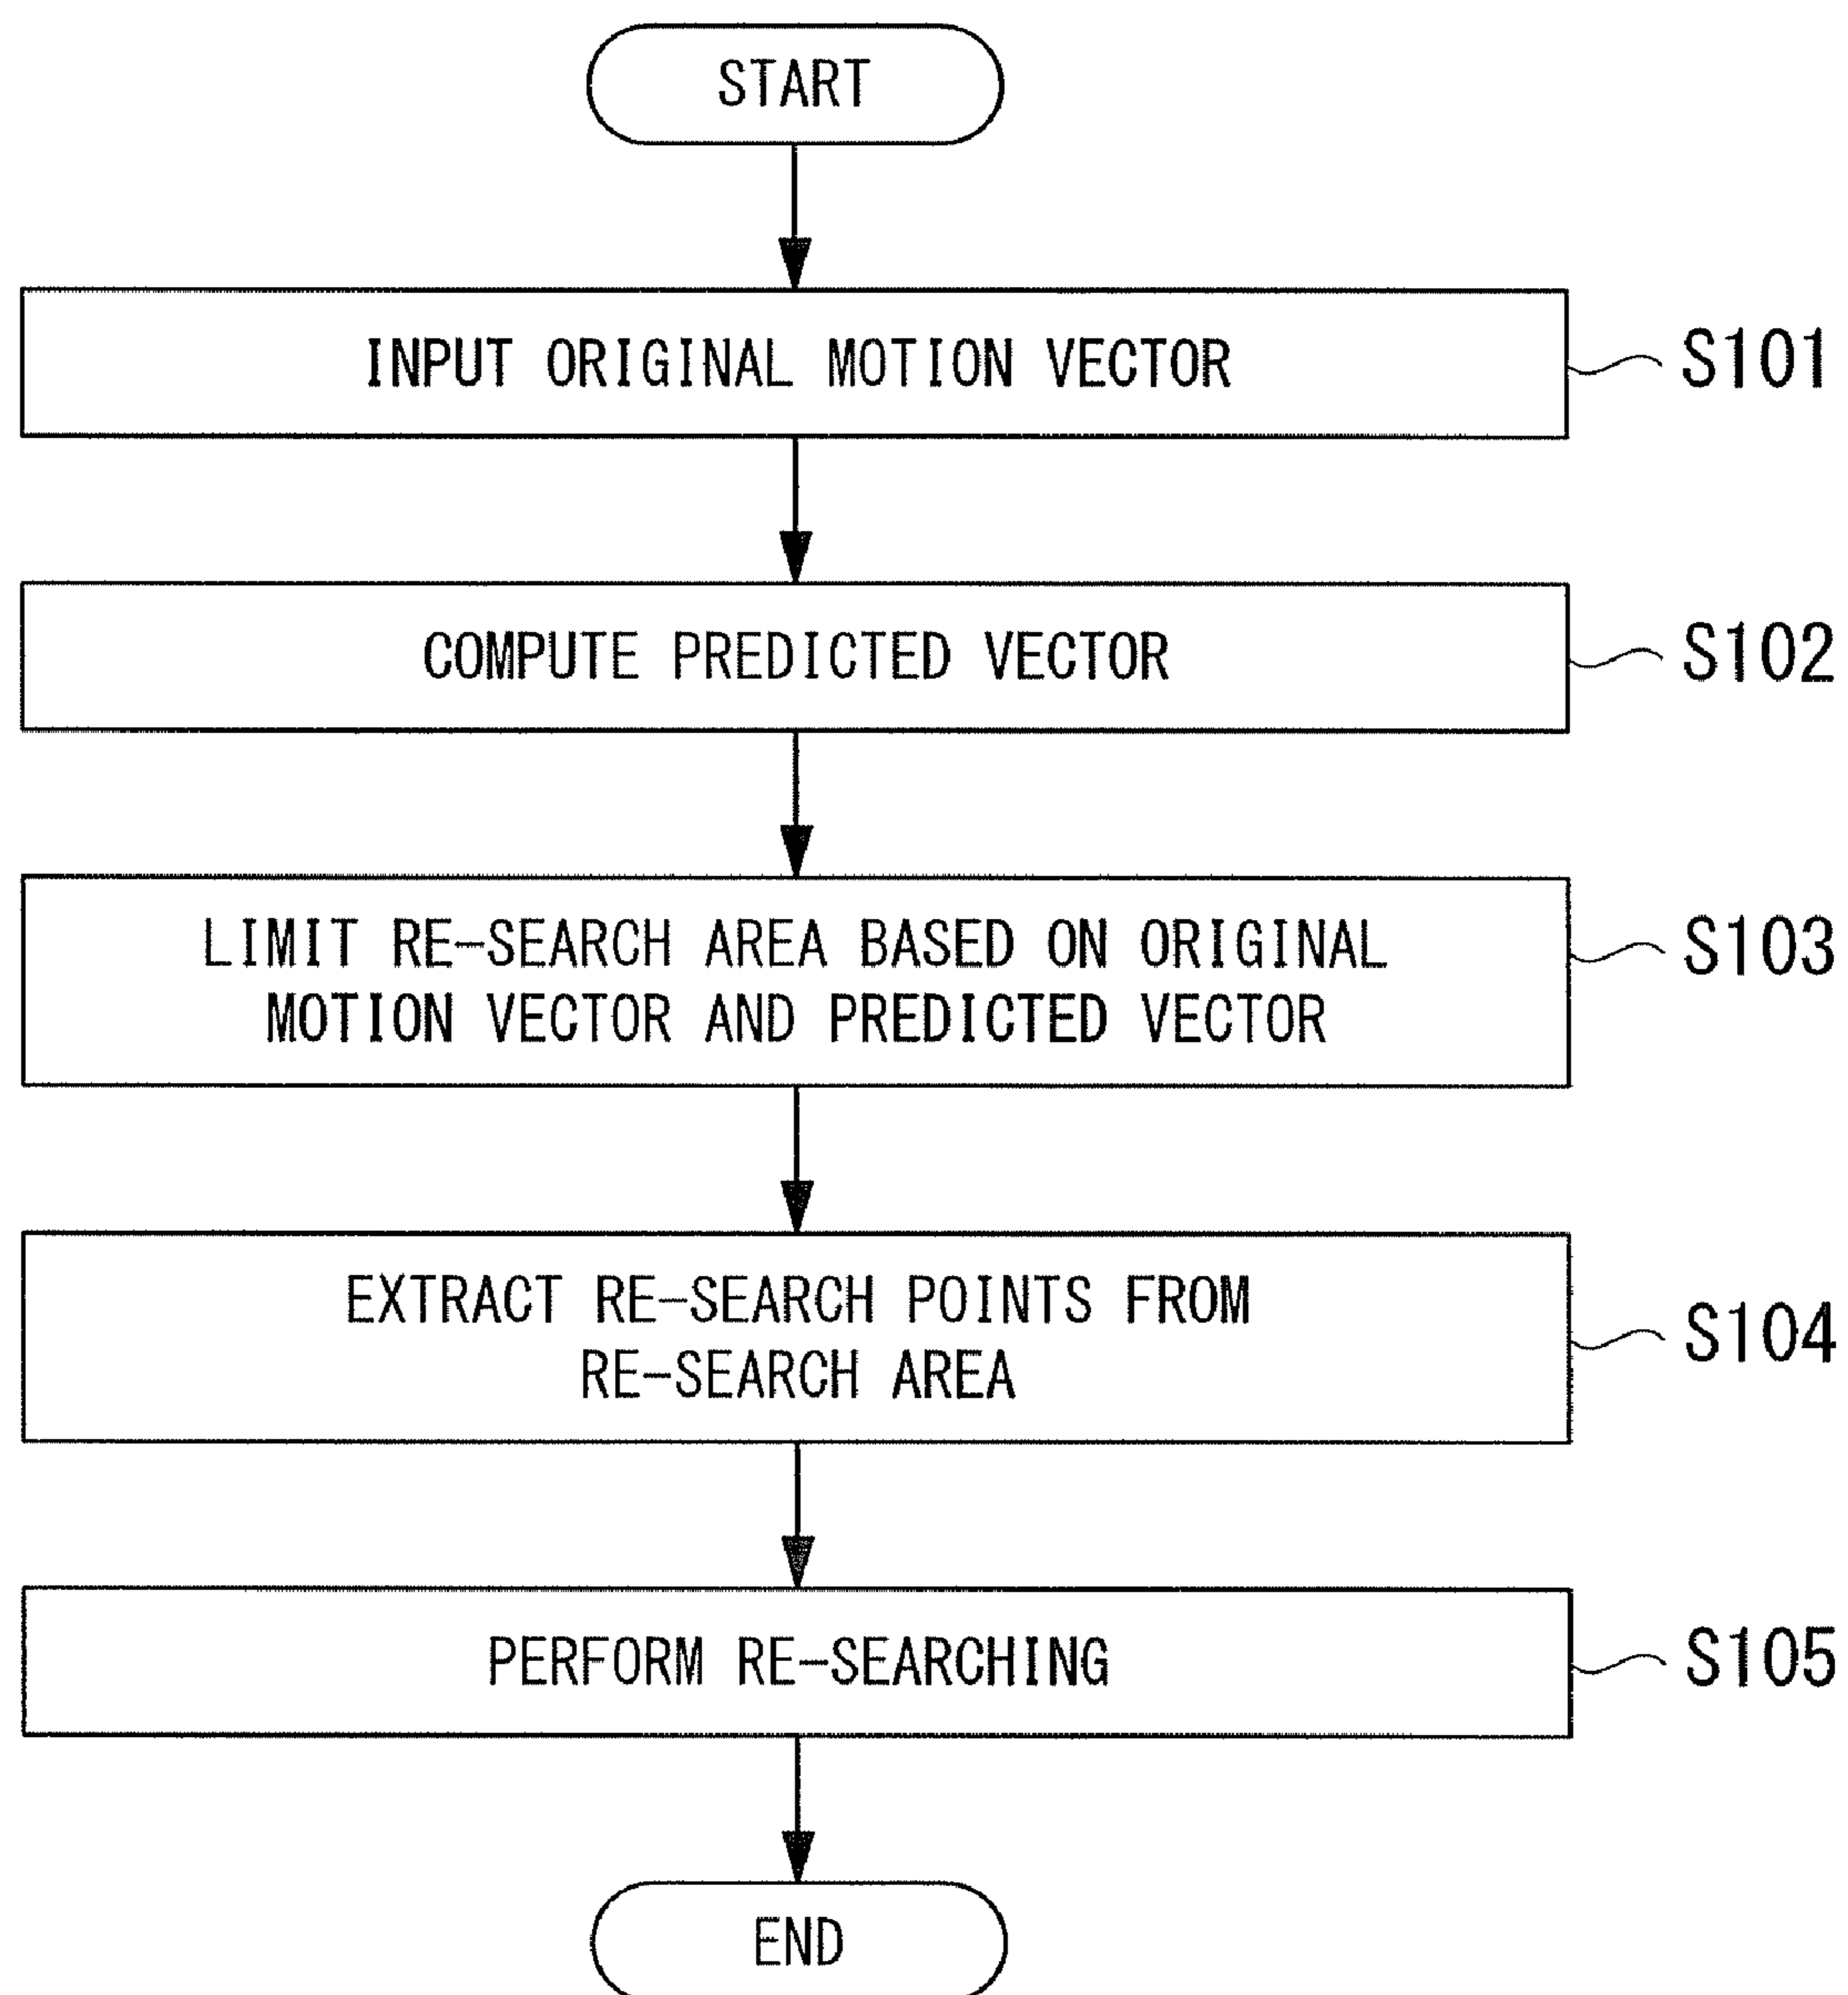 START
INPUT ORIGINAL MOTION VECTOR
S101
COMPUTE PREDICTED VECTOR
S102
LIMIT RE-SEARCH AREA BASED ON ORIGINAL
MOTION VECTOR AND PREDICTED VECTOR
S103
EXTRACT RE-SEARCH POINTS FROM
RE-SEARCH AREA
S104
PERFORM RE-SEARCHING
S105
END